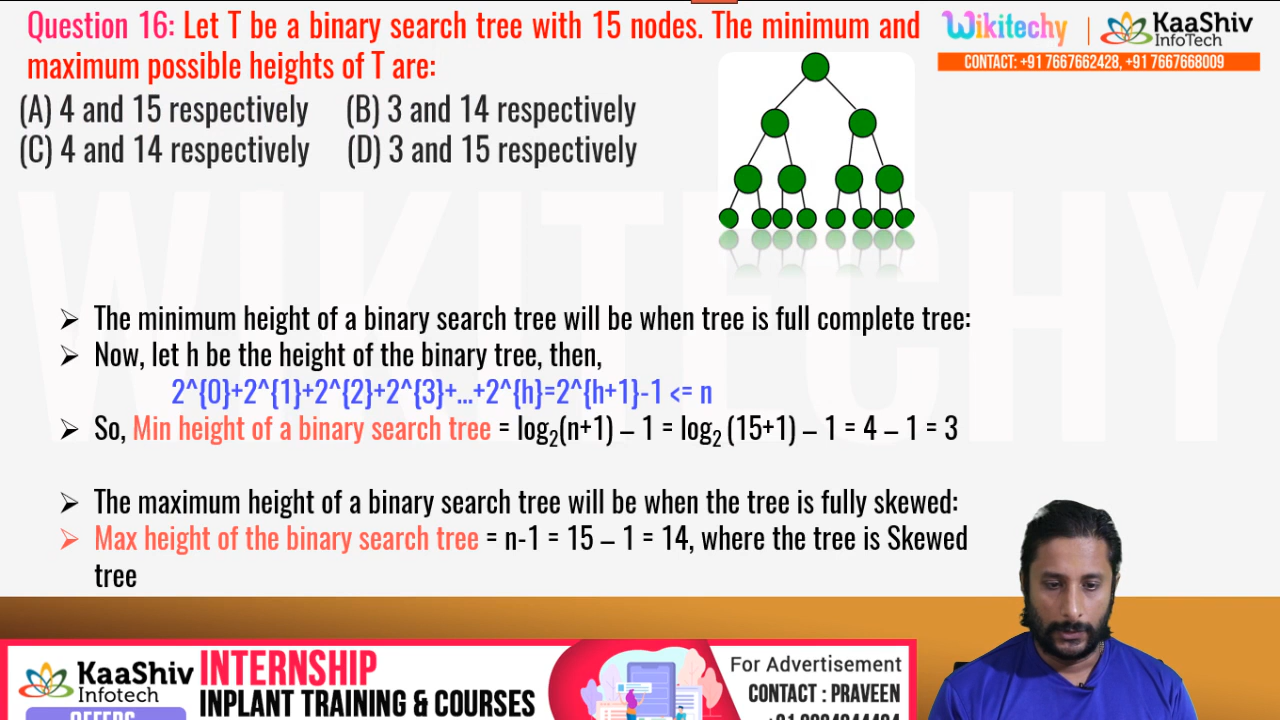 Question 16: Let T be a binary search tree with 15 nodes. The minimum and
maximum possible heights of T are:
(A) 4 and 15 respectively (B) 3 and 14 respectively
(C) 4 and 14 respectively (D) 3 and 15 respectively
Wikitechy | KaaShiv
InfoTech
CONTACT: +91 7667662428, +91 7667668009
WIKITECHY
➢ The minimum height of a binary search tree will be when tree is full complete tree:
➢ Now, let h be the height of the binary tree, then,
2^{0}+2^{1}+2^{2}+2^{3}+...+2^{h}=2^{h+1}-1 <= n
➢ So, Min height of a binary search tree = log₂(n+1) – 1 = log₂ (15+1) – 1 = 4 – 1 = 3
➢ The maximum height of a binary search tree will be when the tree is fully skewed:
➢ Max height of the binary search tree = n-1 = 15 – 1 = 14, where the tree is Skewed
tree
KaaShiv
Infotech
OFFERS
INTERNSHIP
INPLANT TRAINING & COURSES
For Advertisement
CONTACT : PRAVEEN